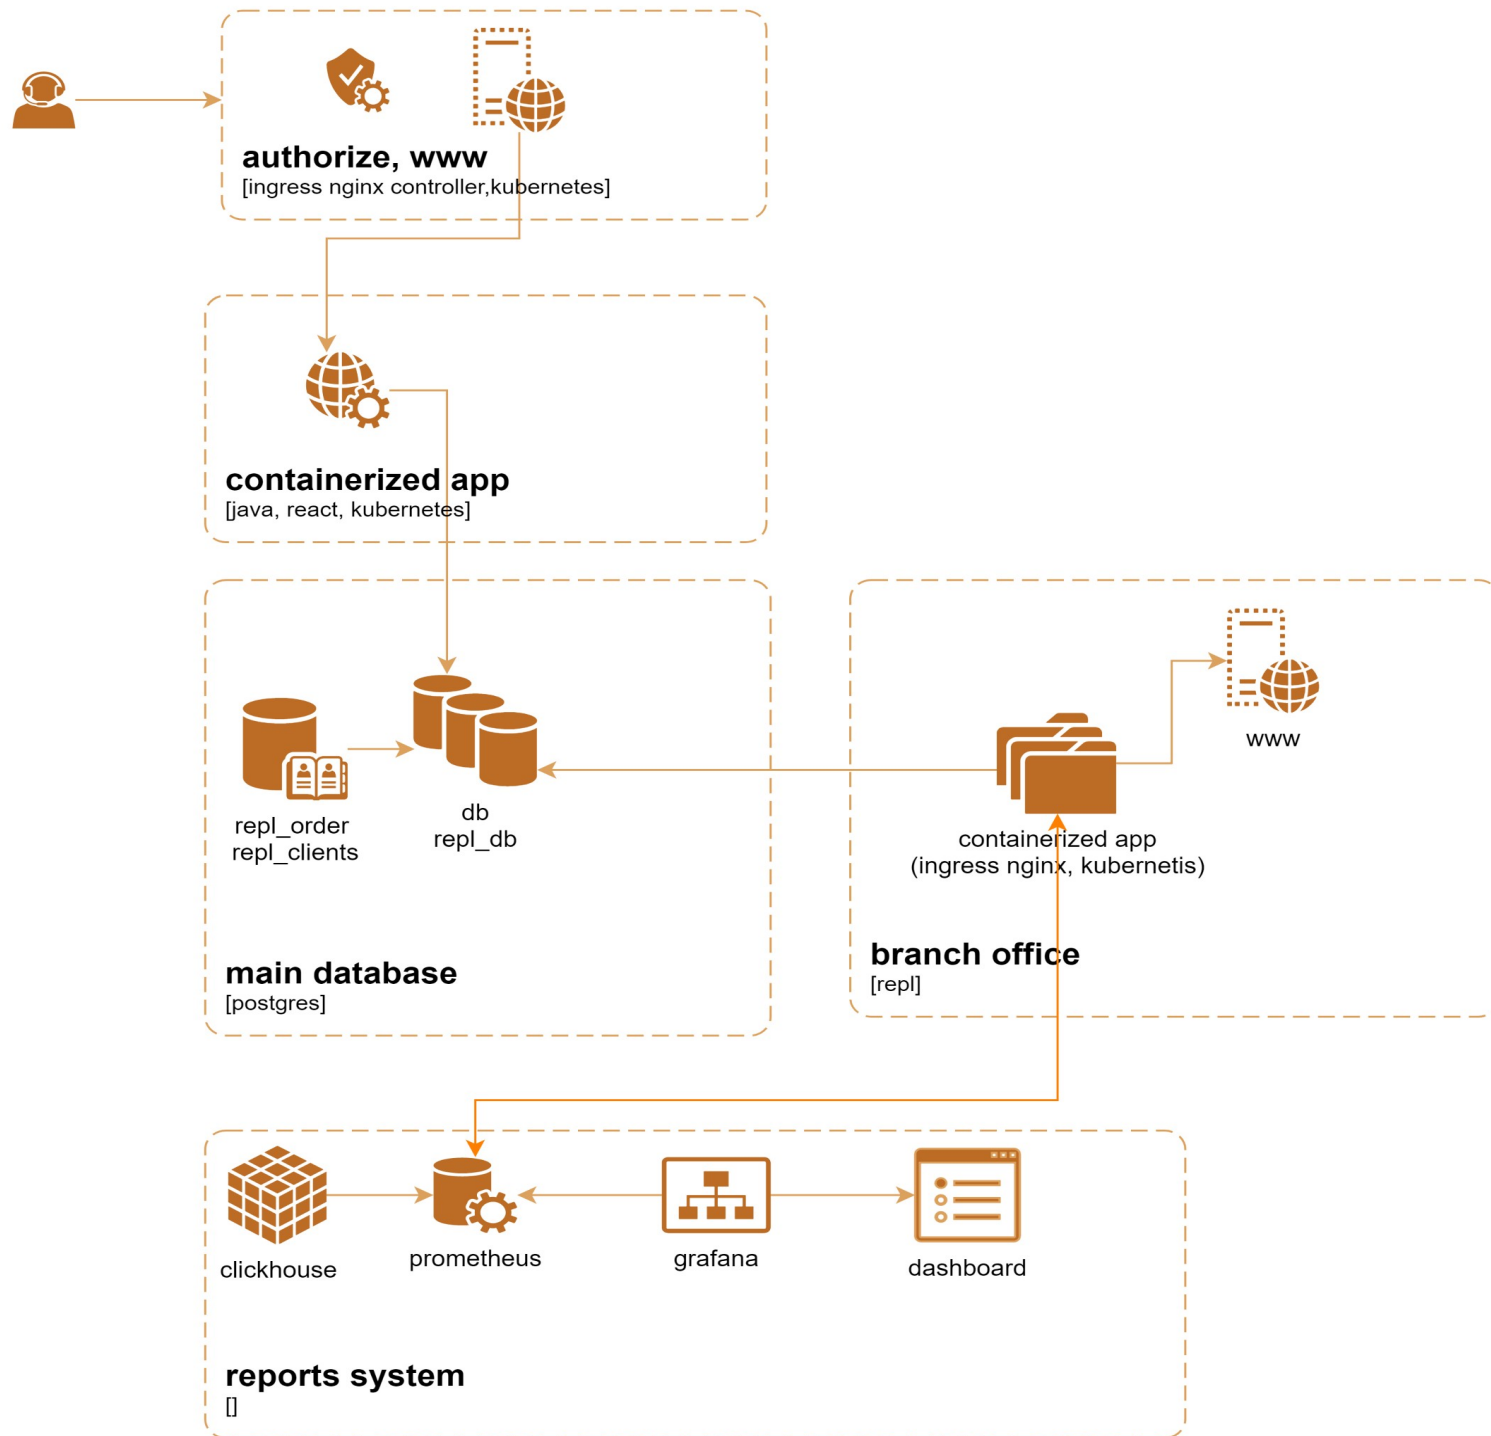 authorize, www
[ingress nginx controller,kubernetes]
containerized app
[java, react, kubernetes]
repl_order
repl_clients
db
repl_db
main database
[postgres]
www
containerized app
(ingress nginx, kubernetis)
branch office
[repl]
clickhouse
prometheus
grafana
dashboard
reports system
[]